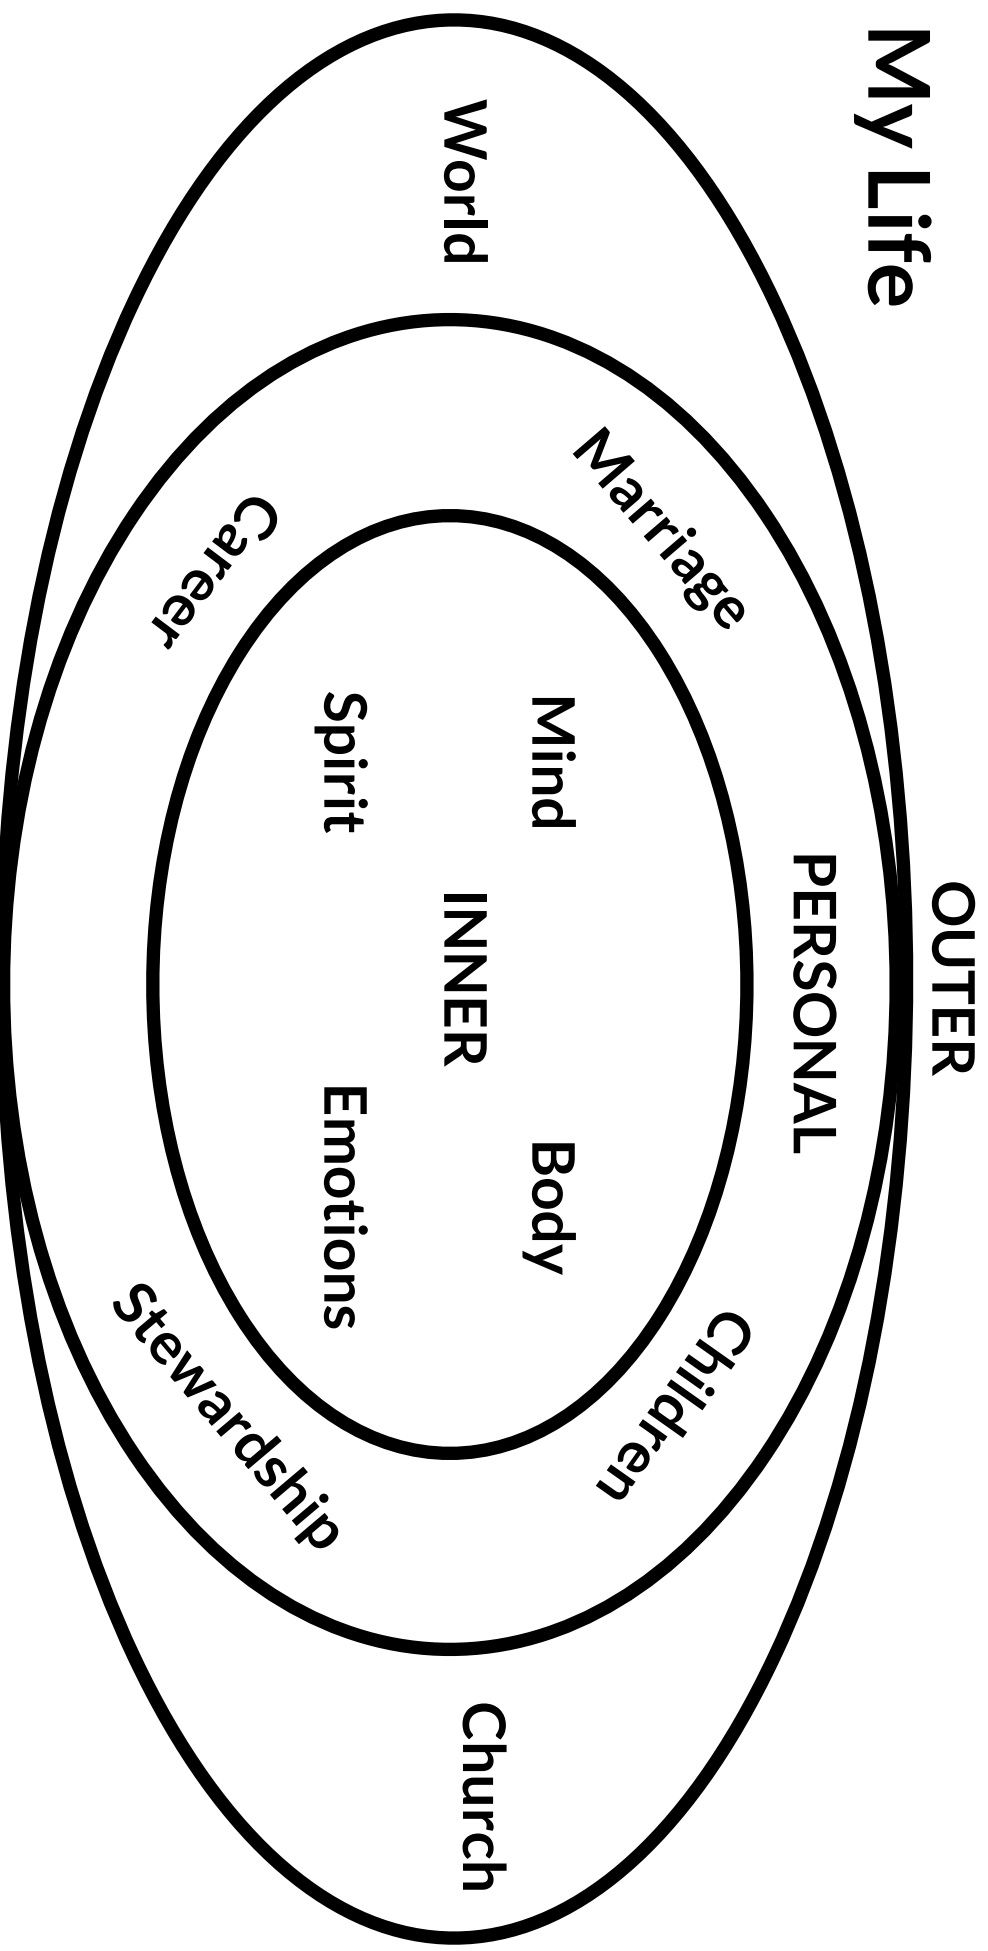 My Life
OUTER
PERSONAL
Marriage
Children
Mind
Body
World
INNER
Church
Spirit
Emotions
Career
Stewardship